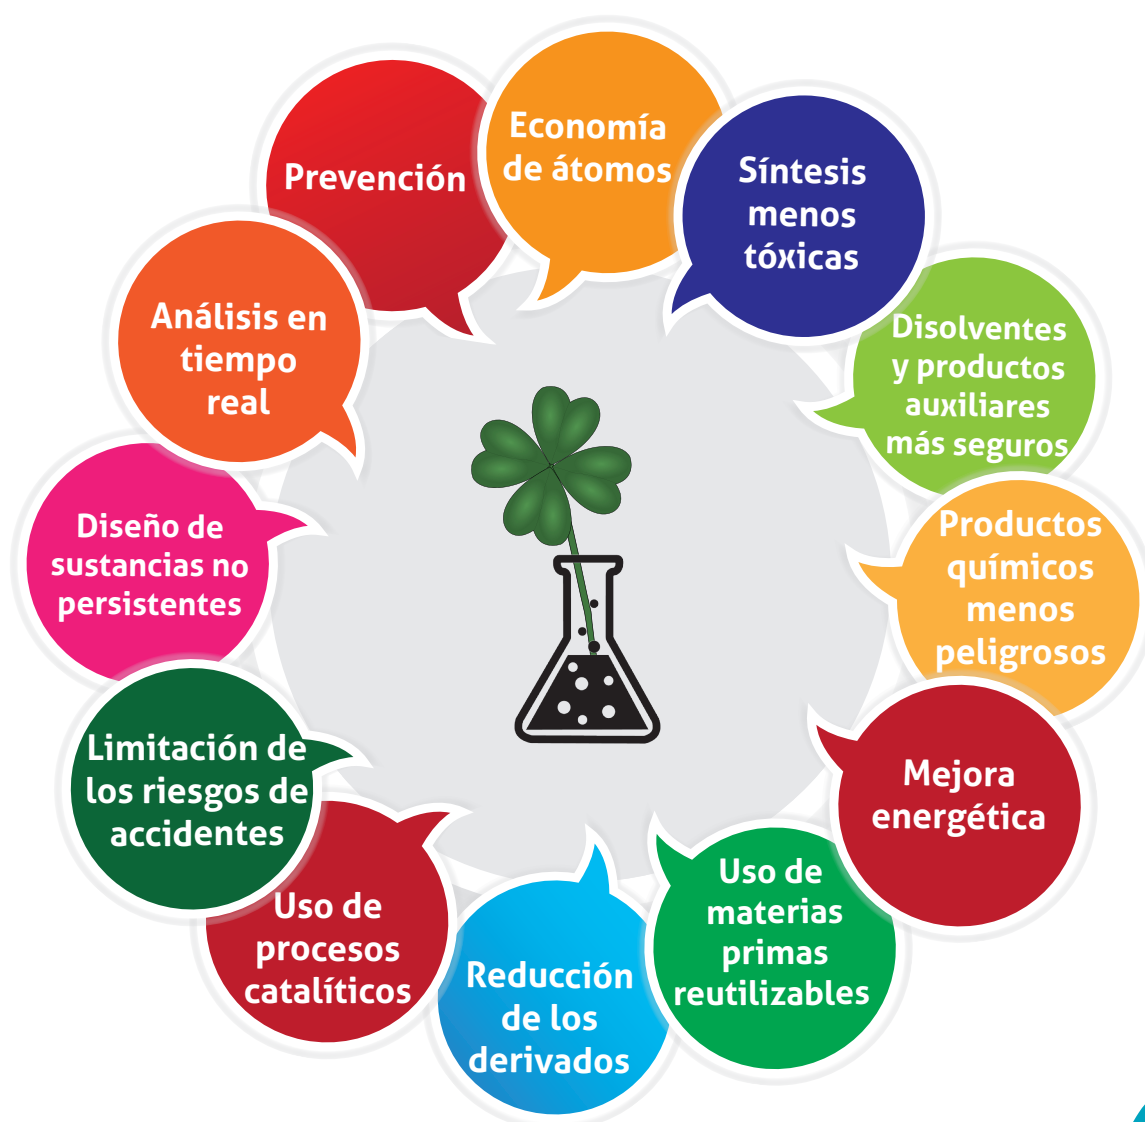 Prevención
Economía
de átomos
Síntesis
menos
tóxicas
Disolventes
y productos
auxiliares
más seguros
Productos
químicos
menos
peligrosos
Mejora
energética
Uso de
materias
primas
reutilizables
Reducción
de los
derivados
Uso de
procesos
catalíticos
Limitación de
los riesgos de
accidentes
Diseño de
sustancias no
persistentes
Análisis en
tiempo
real